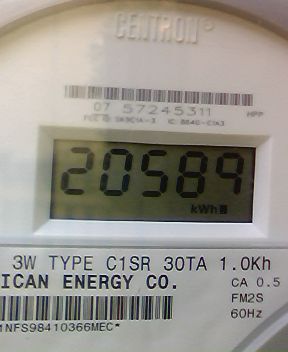 CENTRON®
07 57245311 HPP
20589
kWh
3W TYPE C1SR 30TA 1.0Kh
ICAN ENERGY CO. CA 0.5
FM2S
1NFS98410366MEC* 60Hz